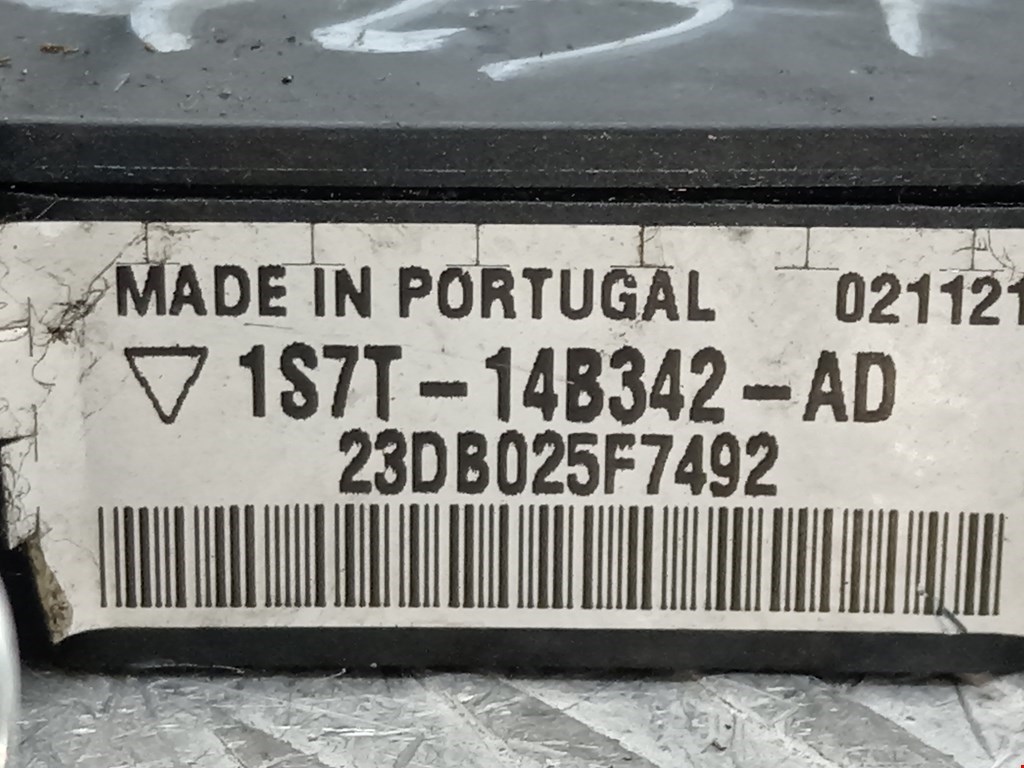 MADE IN PORTUGAL 021121
1S7T-14B342-AD
23DB025F7492